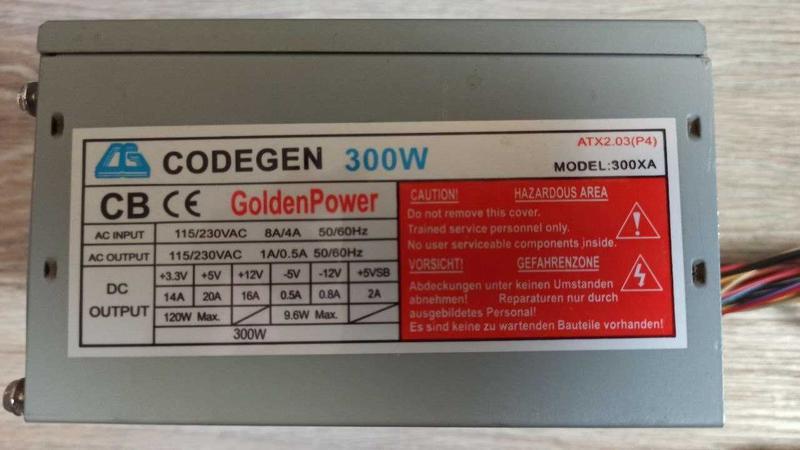 CODEGEN 300W
ATX2.03(P4)
MODEL:300XA
CB CE GoldenPower
AC INPUT 115/230VAC 8A/4A 50/60Hz
AC OUTPUT 115/230VAC 1A/0.5A 50/60Hz
DC OUTPUT
+3.3V +5V +12V -5V -12V +5VSB
14A 20A 16A 0.5A 0.8A 2A
120W Max. 9.6W Max.
300W
CAUTION! HAZARDOUS AREA
Do not remove this cover.
Trained service personnel only.
No user serviceable components inside.
VORSICHT! GEFAHRENZONE
Abdeckungen unter keinen Umstanden
abnehmen! Reparaturen nur durch
ausgebildetes Personal!
Es sind keine zu wartenden Bauteile vorhanden!